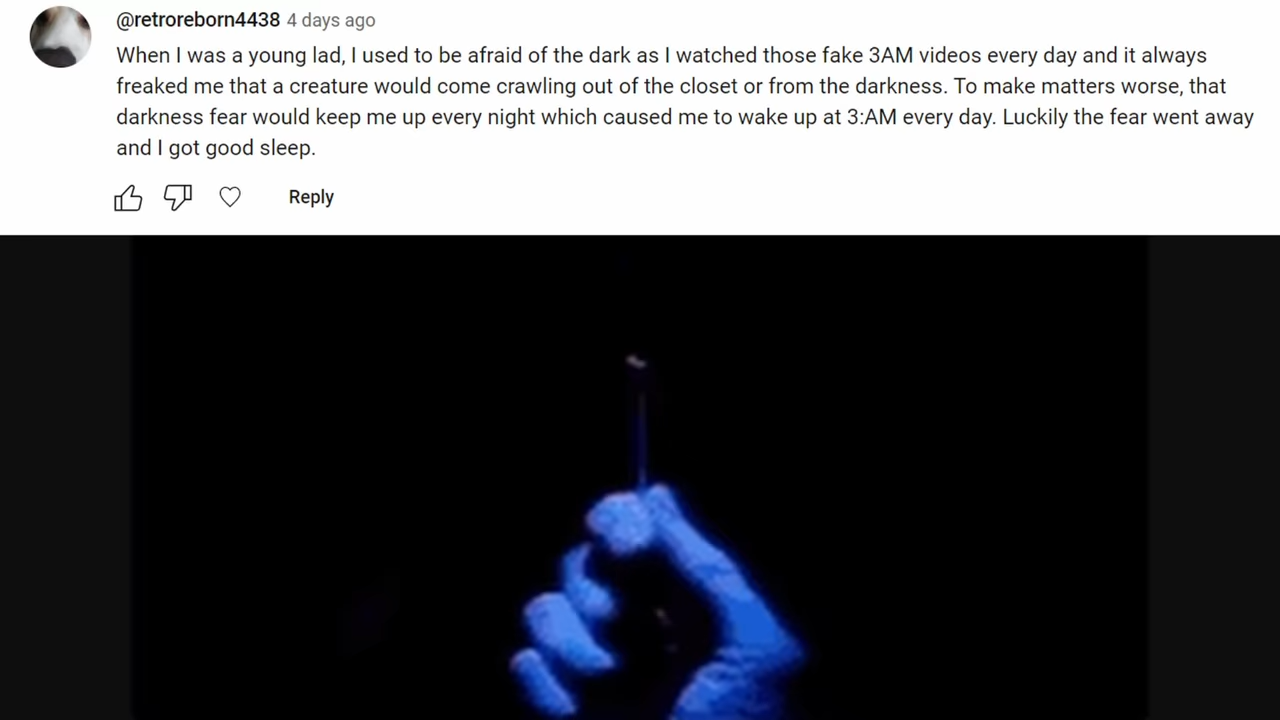 @retroreborn4438 4 days ago
When I was a young lad, I used to be afraid of the dark as I watched those fake 3AM videos every day and it always
freaked me that a creature would come crawling out of the closet or from the darkness. To make matters worse, that
darkness fear would keep me up every night which caused me to wake up at 3:AM every day. Luckily the fear went away
and I got good sleep.
Reply